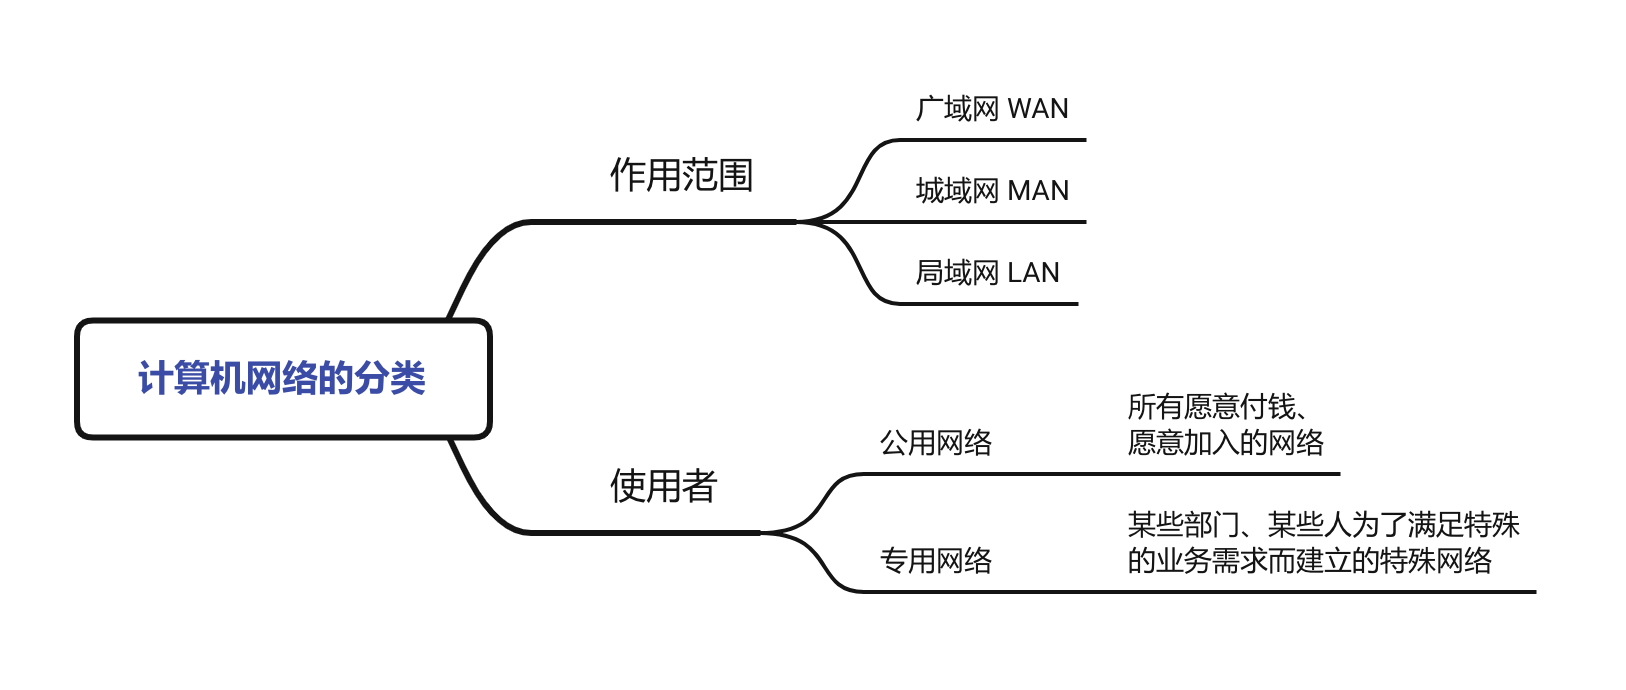 计算机网络的分类
作用范围
广域网 WAN
城域网 MAN
局域网 LAN
使用者
公用网络
所有愿意付钱、
愿意加入的网络
专用网络
某些部门、某些人为了满足特殊
的业务需求而建立的特殊网络